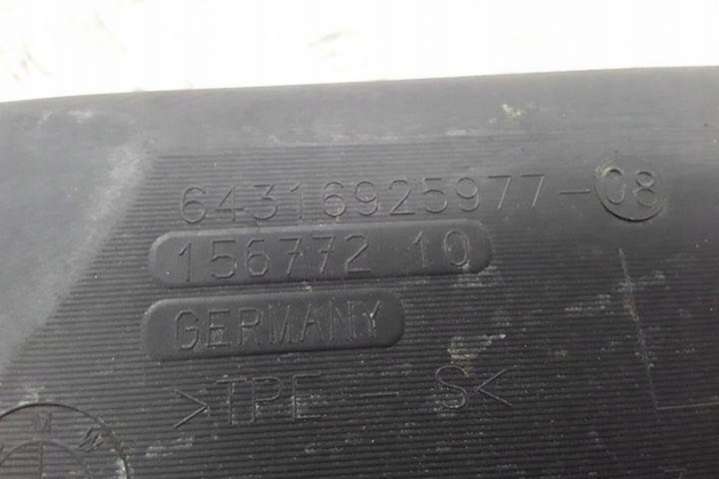 64316925977-08
156772 10
GERMANY
>TPE-S<
M W